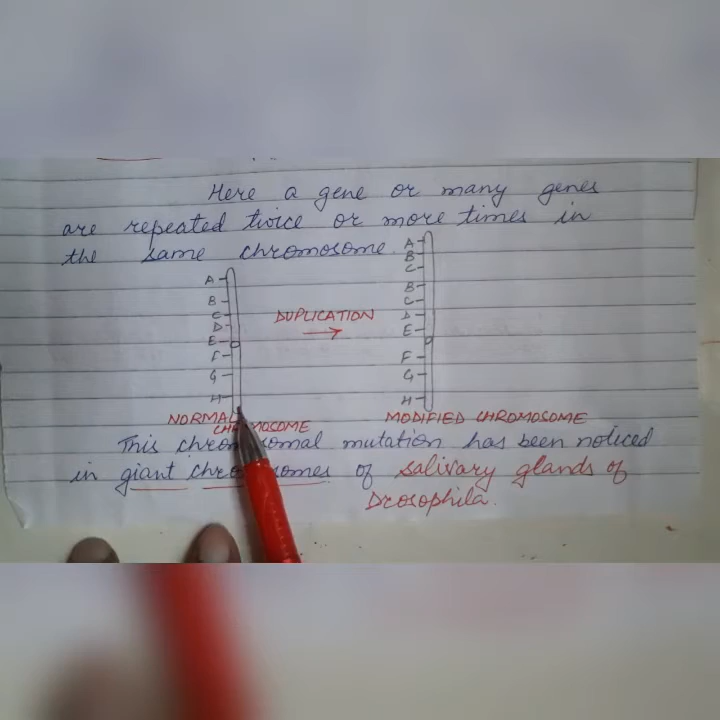 Here a gene or many genes
are repeated twice or more times in
the same chromosome.
A
B
C
D
E
F
G
H
DUPLICATION
A
B
C
B
C
D
E
F
G
H
NORMAL
CHROMOSOME
MODIFIED CHROMOSOME
This chromosomal mutation has been noticed
in giant chromosomes of salivary glands of
Drosophila.